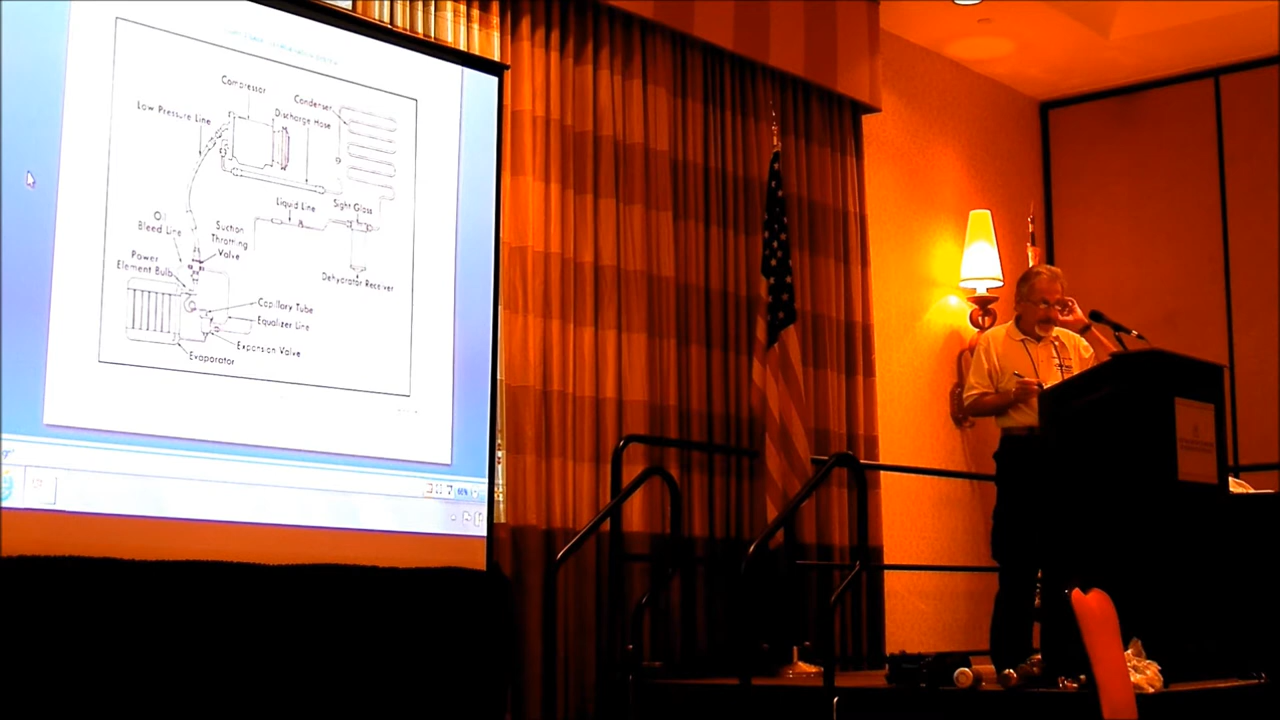 Compressor
Condenser
Low Pressure Line
Discharge Hose
Liquid Line
Sight Glass
Oil
Bleed Line
Suction
Throttling
Valve
Power
Element Bulb
Dehydrator Receiver
Capillary Tube
Equalizer Line
Expansion Valve
Evaporator
66%